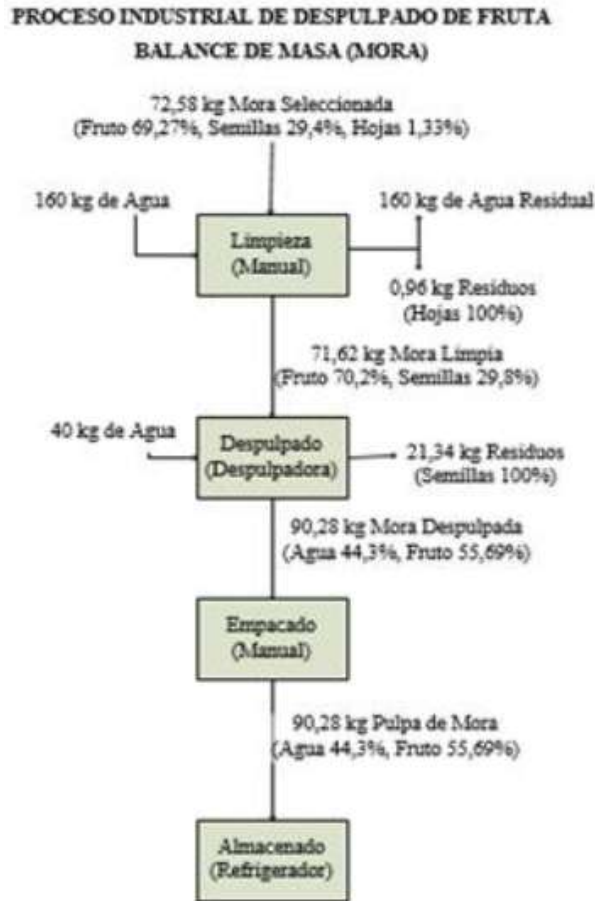 PROCESO INDUSTRIAL DE DESPULPADO DE FRUTA
BALANCE DE MASA (MORA)
72,58 kg Mora Seleccionada
(Fruto 69,27%, Semillas 29,4%, Hojas 1,33%)
160 kg de Agua
160 kg de Agua Residual
Limpieza
(Manual)
0,96 kg Residuos
(Hojas 100%)
71,62 kg Mora Limpia
(Fruto 70,2%, Semillas 29,8%)
40 kg de Agua
Despulpado
(Despulpadora)
21,34 kg Residuos
(Semillas 100%)
90,28 kg Mora Despulpada
(Agua 44,3%, Fruto 55,69%)
Empacado
(Manual)
90,28 kg Pulpa de Mora
(Agua 44,3%, Fruto 55,69%)
Almacenado
(Refrigerador)